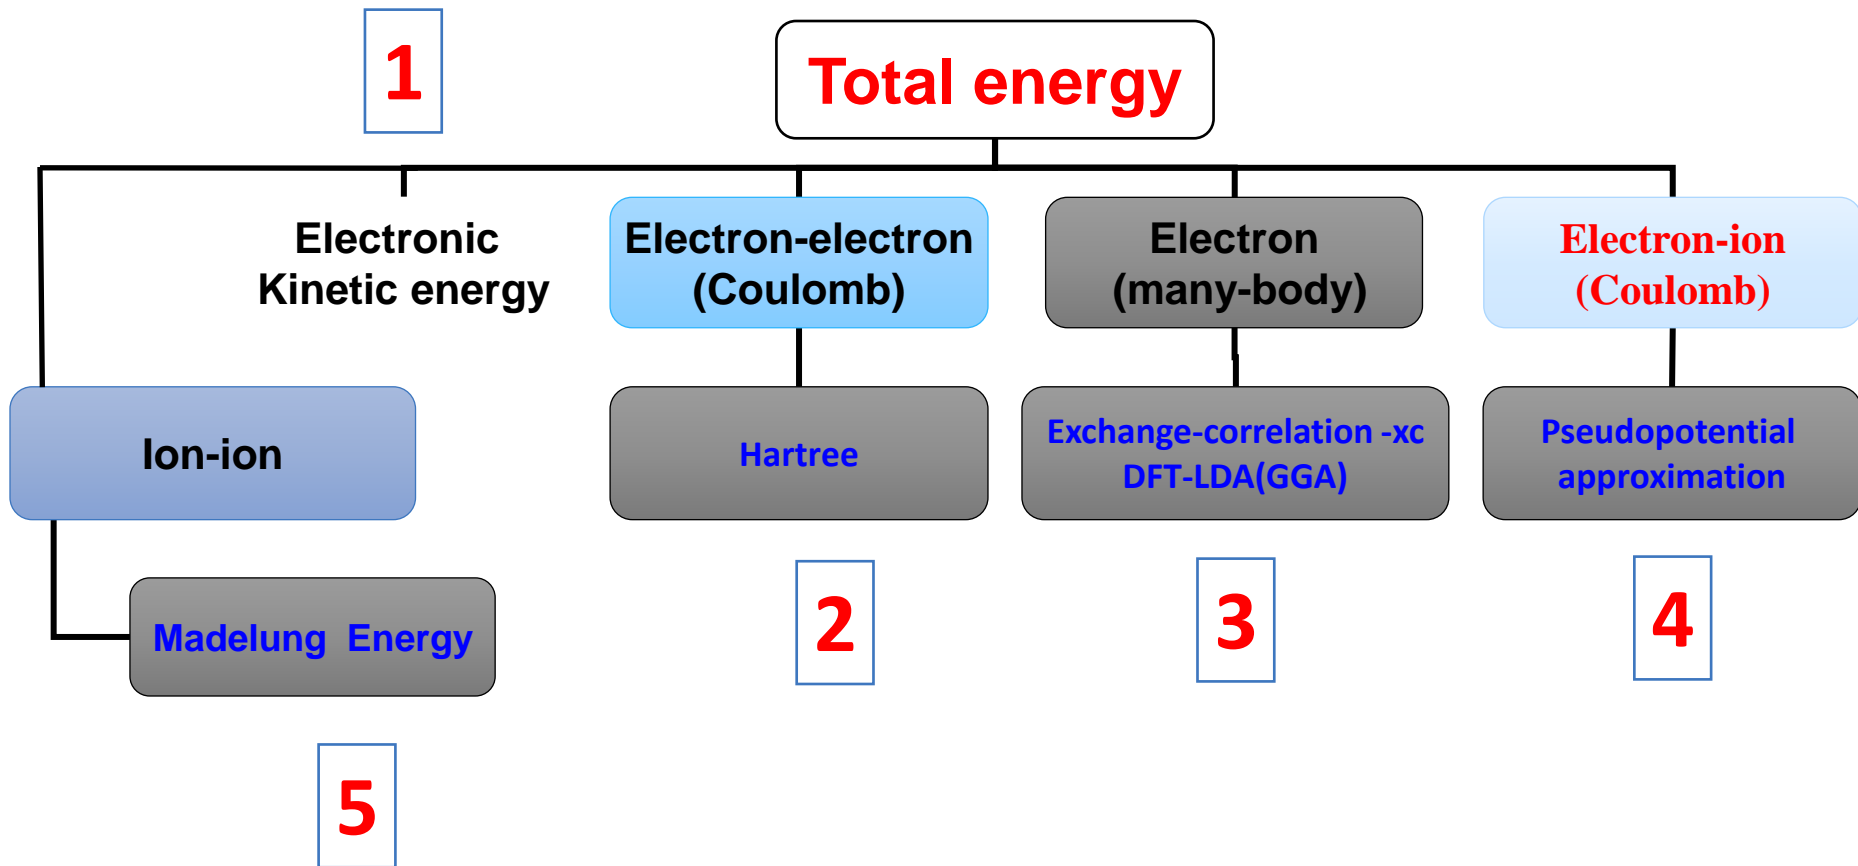 1
Total energy
Electronic
Kinetic energy
Electron-electron
(Coulomb)
Electron
(many-body)
Electron-ion
(Coulomb)
Ion-ion
Hartree
Exchange-correlation -xc
DFT-LDA(GGA)
Pseudopotential
approximation
Madelung Energy
2
3
4
5